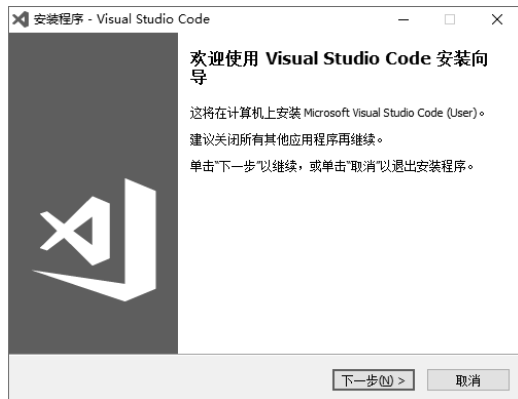 安装程序 - Visual Studio Code
欢迎使用 Visual Studio Code 安装向
导
这将在计算机上安装 Microsoft Visual Studio Code (User)。
建议关闭所有其他应用程序再继续。
单击“下一步”以继续，或单击“取消”以退出安装程序。
下一步(N) >
取消